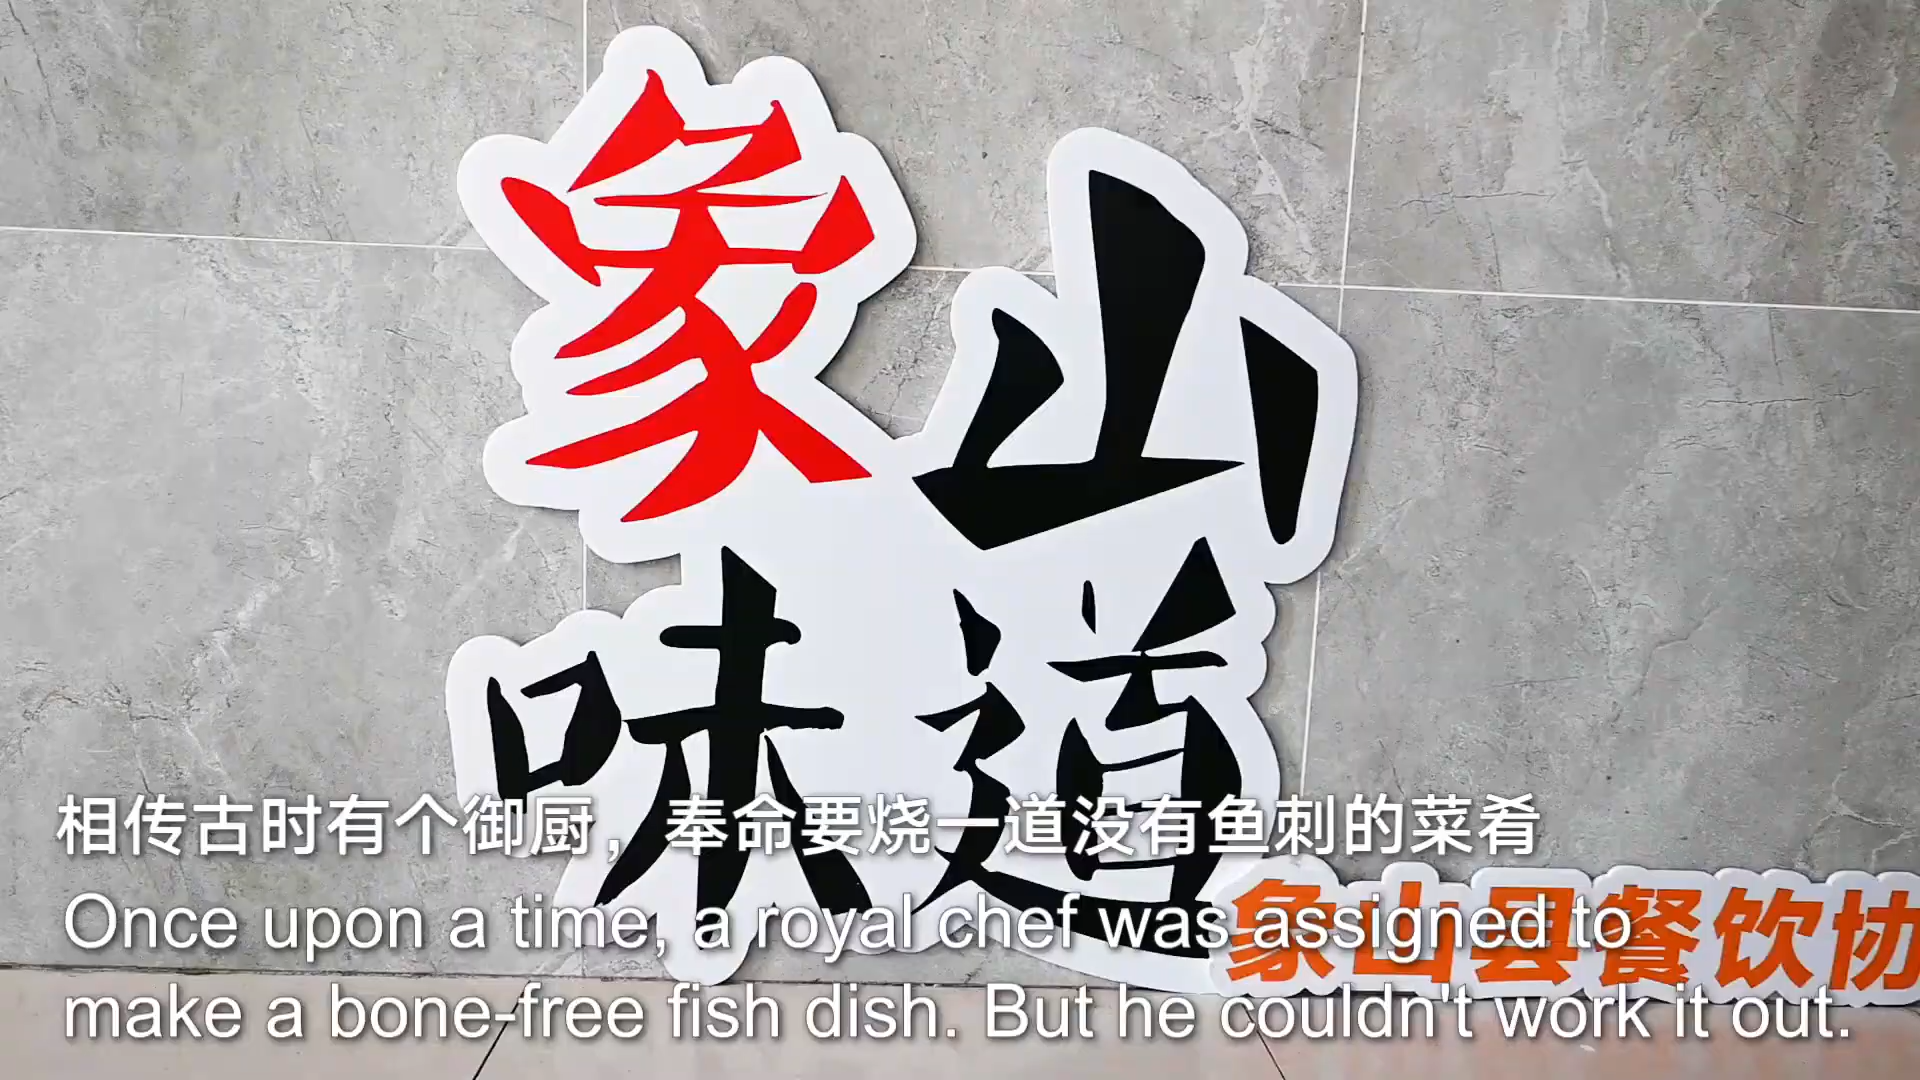 象山
味道
象山县餐饮协
相传古时有个御厨，奉命要烧一道没有鱼刺的菜肴
Once upon a time, a royal chef was assigned to
make a bone-free fish dish. But he couldn't work it out.